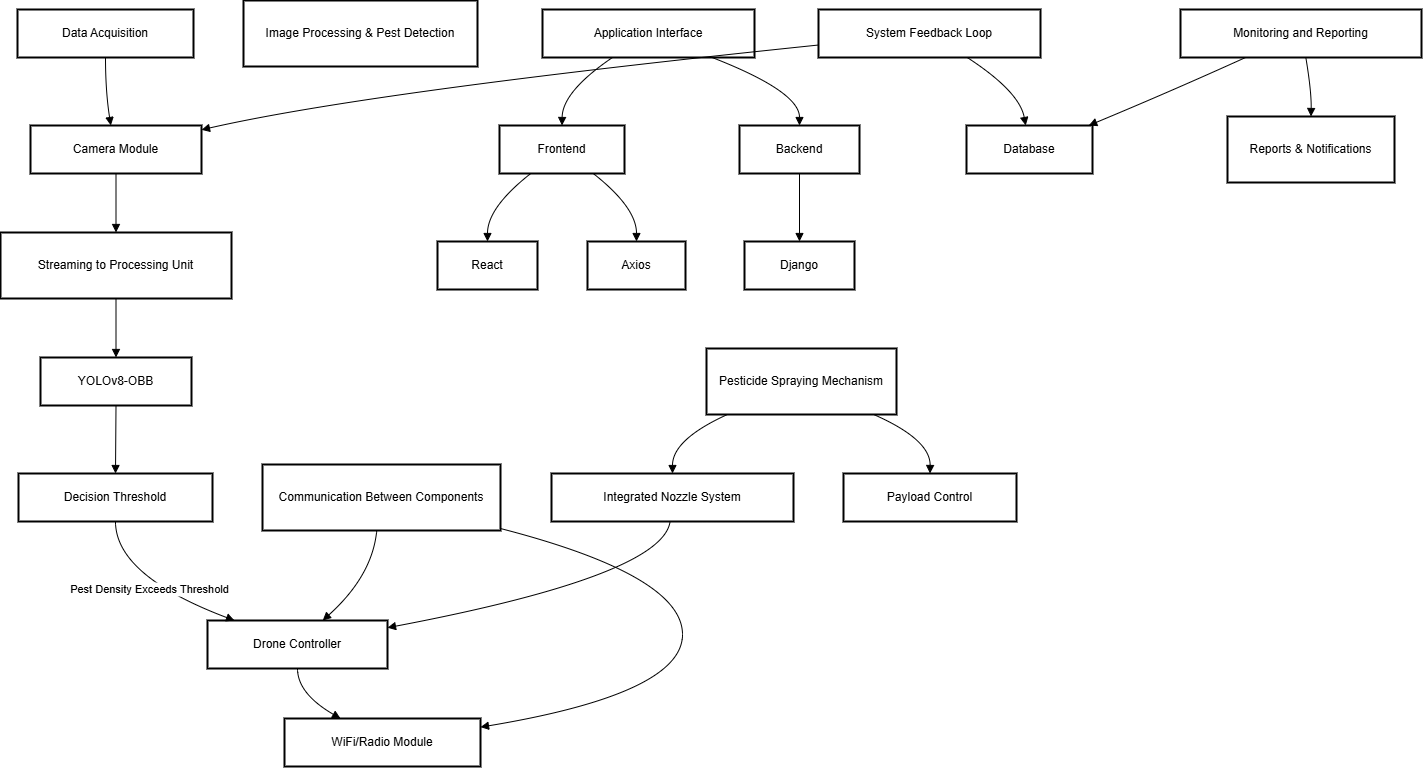 Data Acquisition
Image Processing & Pest Detection
Application Interface
System Feedback Loop
Monitoring and Reporting
Camera Module
Frontend
Backend
Database
Reports & Notifications
Streaming to Processing Unit
React
Axios
Django
YOLOv8-OBB
Pesticide Spraying Mechanism
Decision Threshold
Communication Between Components
Integrated Nozzle System
Payload Control
Pest Density Exceeds Threshold
Drone Controller
WiFi/Radio Module